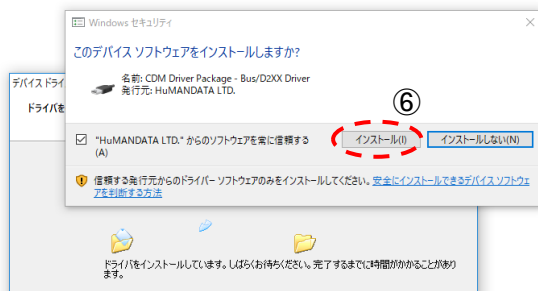 Windows セキュリティ
このデバイス ソフトウェアをインストールしますか?
名前: CDM Driver Package - Bus/D2XX Driver
発行元: HuMANDATA LTD.
デバイス ドライ
ドライバを
⑥
"HuMANDATA LTD." からのソフトウェアを常に信頼する
(A)
インストール(I)
インストールしない(N)
信頼する発行元からのドライバー ソフトウェアのみをインストールしてください。安全にインストールできるデバイス ソフトウェ
アを判断する方法
ドライバをインストールしています。しばらくお待ちください。完了するまでに時間がかかることがあり
ます。